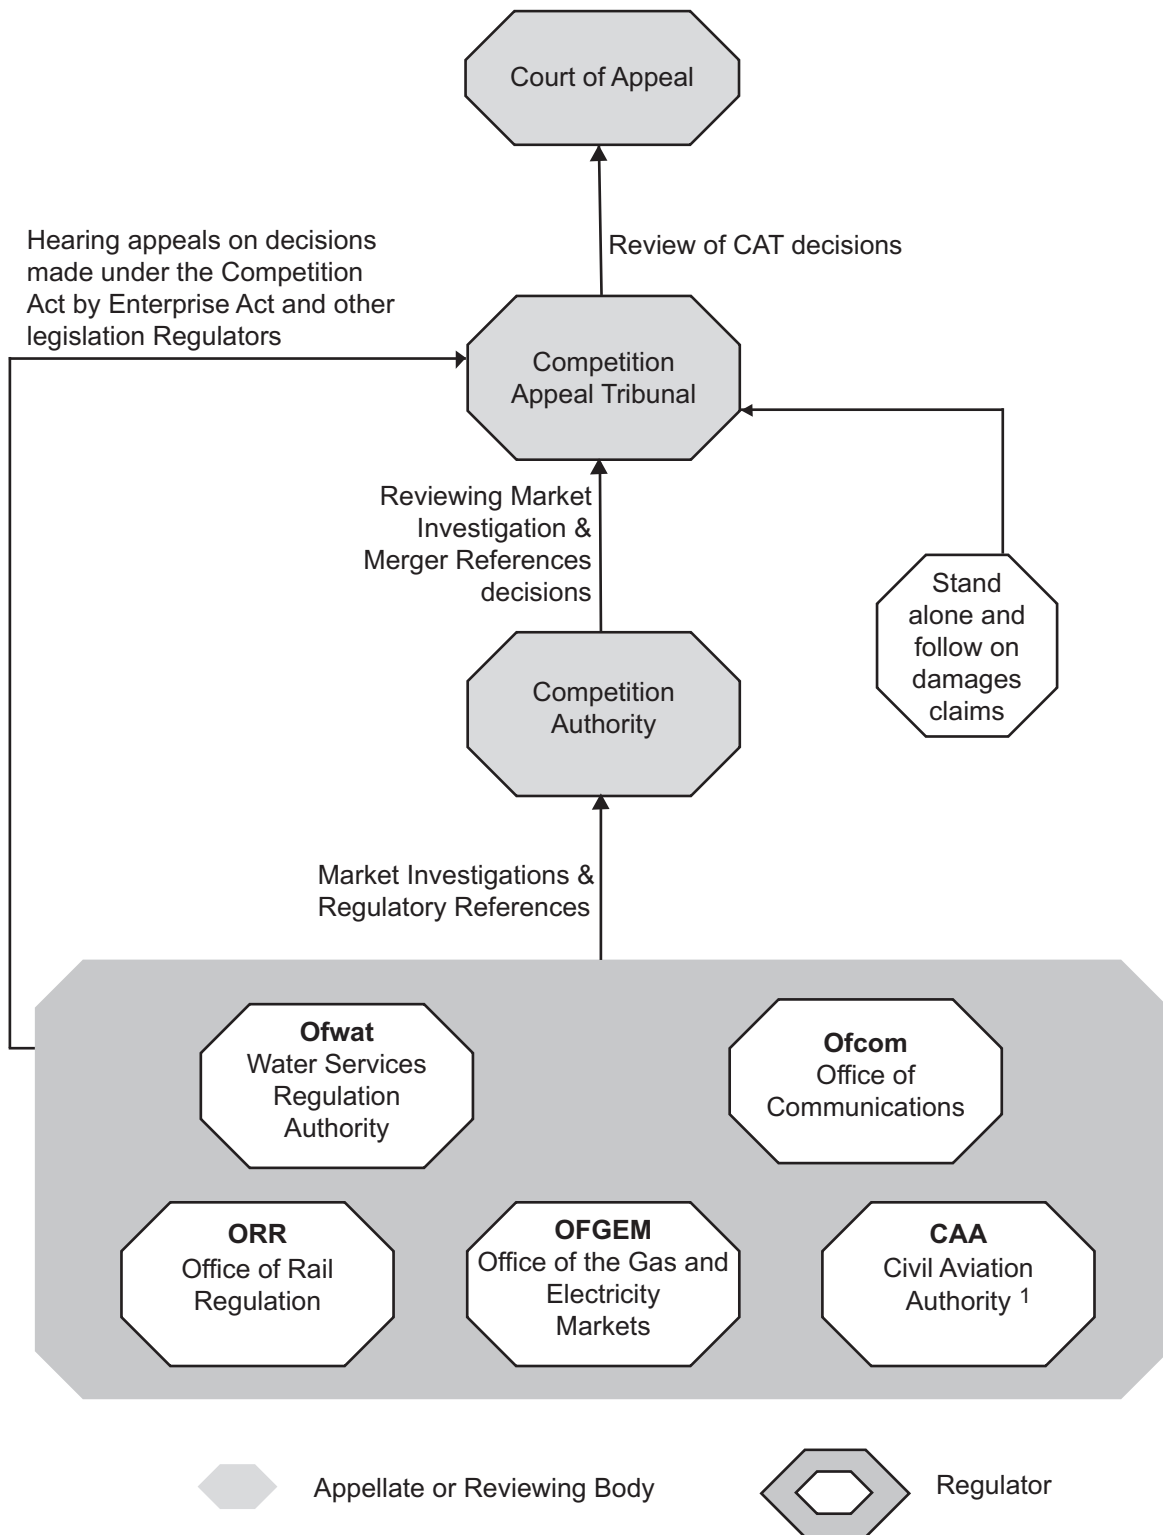 Court of Appeal
Hearing appeals on decisions
made under the Competition
Act by Enterprise Act and other
legislation Regulators
Review of CAT decisions
Competition
Appeal Tribunal
Reviewing Market
Investigation &
Merger References
decisions
Stand
alone and
follow on
damages
claims
Competition
Authority
Market Investigations &
Regulatory References
Ofwat
Water Services
Regulation
Authority
Ofcom
Office of
Communications
ORR
Office of Rail
Regulation
OFGEM
Office of the Gas and
Electricity
Markets
CAA
Civil Aviation
Authority 1
Appellate or Reviewing Body
Regulator